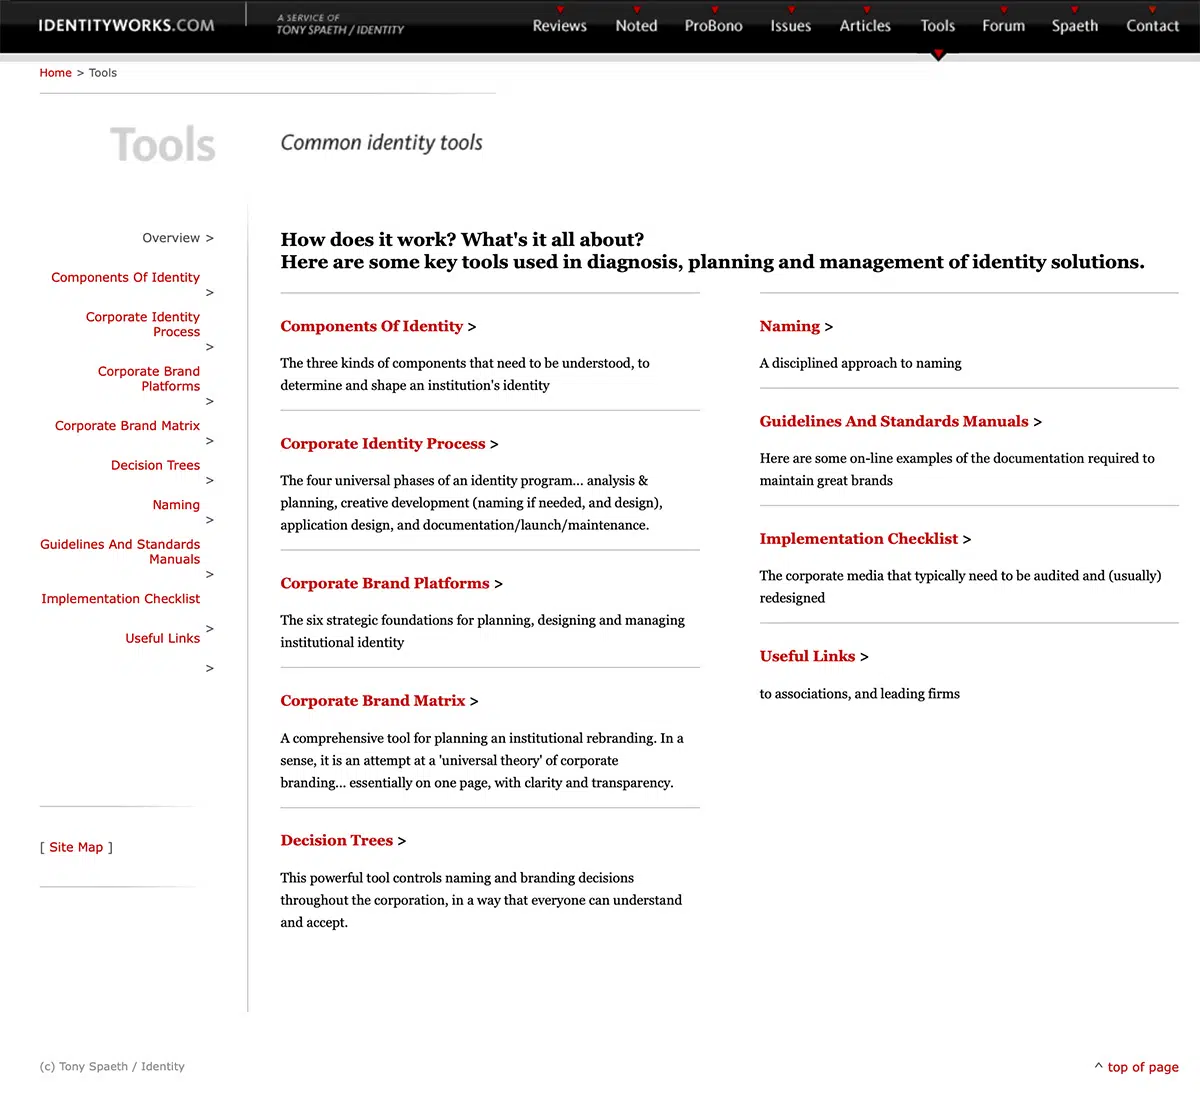 IDENTITYWORKS.COM
A SERVICE OF
TONY SPAETH / IDENTITY
Reviews Noted ProBono Issues Articles Tools Forum Spaeth Contact
Home > Tools
Tools
Common identity tools
Overview >
Components Of Identity
>
Corporate Identity
Process
>
Corporate Brand
Platforms
>
Corporate Brand Matrix
>
Decision Trees
>
Naming
>
Guidelines And Standards
Manuals
>
Implementation Checklist
>
Useful Links
>
[ Site Map ]
How does it work? What's it all about?
Here are some key tools used in diagnosis, planning and management of identity solutions.
Components Of Identity >
The three kinds of components that need to be understood, to
determine and shape an institution's identity
Corporate Identity Process >
The four universal phases of an identity program... analysis &
planning, creative development (naming if needed, and design),
application design, and documentation/launch/maintenance.
Corporate Brand Platforms >
The six strategic foundations for planning, designing and managing
institutional identity
Corporate Brand Matrix >
A comprehensive tool for planning an institutional rebranding. In a
sense, it is an attempt at a 'universal theory' of corporate
branding... essentially on one page, with clarity and transparency.
Decision Trees >
This powerful tool controls naming and branding decisions
throughout the corporation, in a way that everyone can understand
and accept.
Naming >
A disciplined approach to naming
Guidelines And Standards Manuals >
Here are some on-line examples of the documentation required to
maintain great brands
Implementation Checklist >
The corporate media that typically need to be audited and (usually)
redesigned
Useful Links >
to associations, and leading firms
(c) Tony Spaeth / Identity
^ top of page